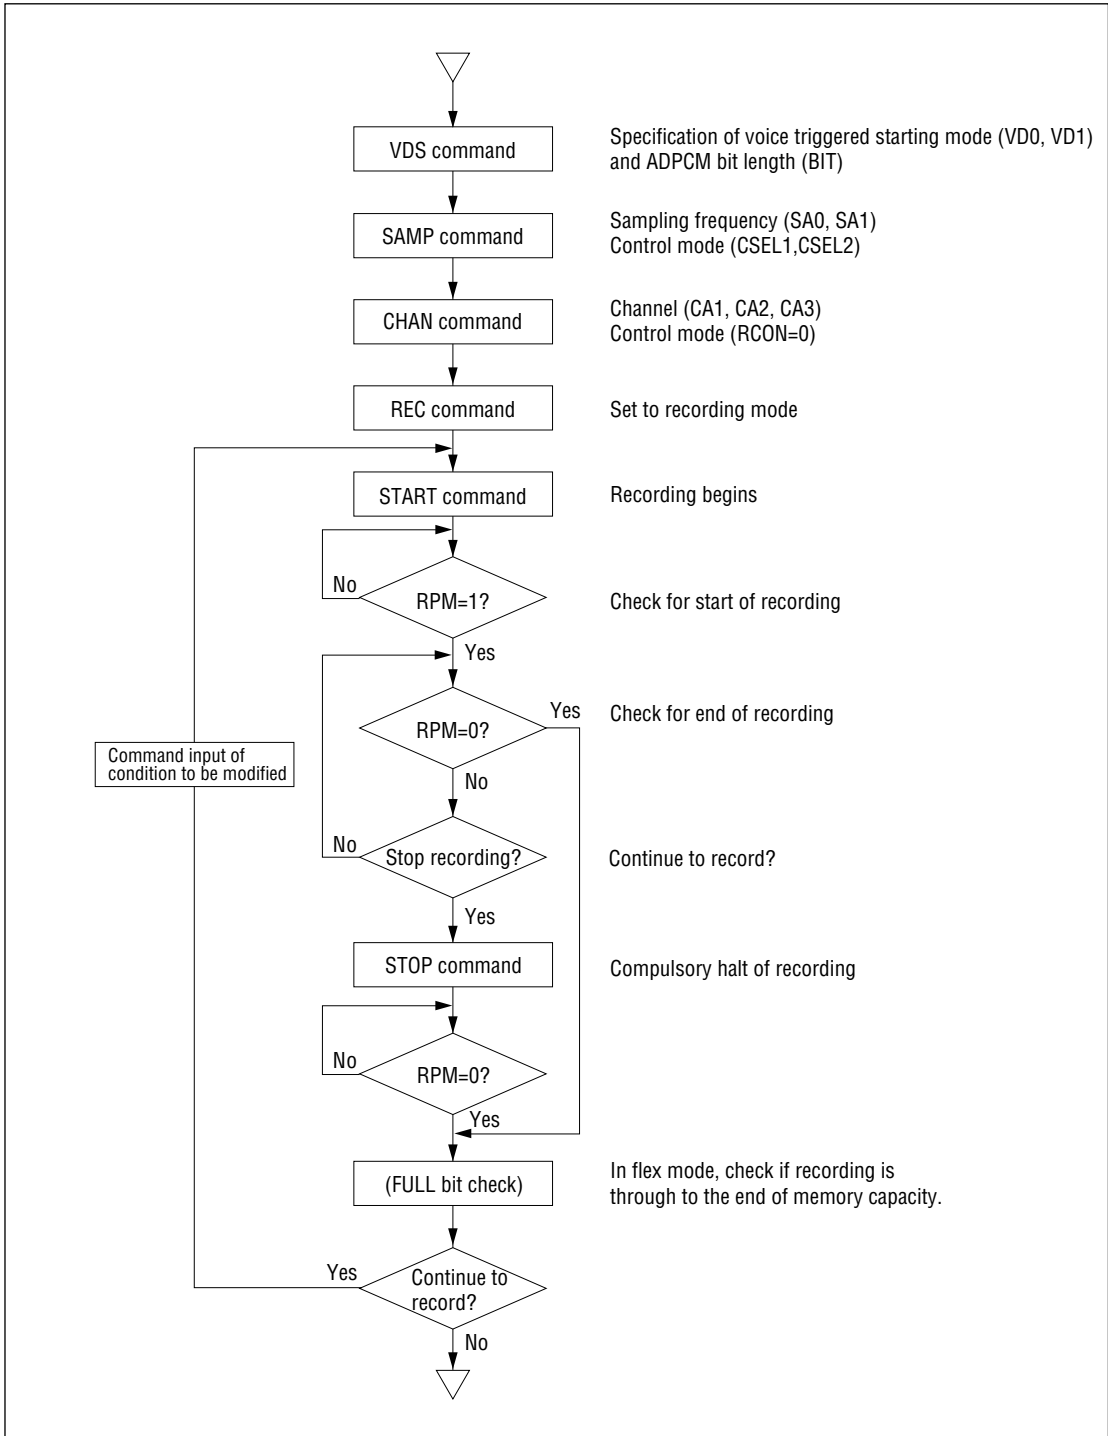 VDS command
Specification of voice triggered starting mode (VD0, VD1)
and ADPCM bit length (BIT)
SAMP command
Sampling frequency (SA0, SA1)
Control mode (CSEL1,CSEL2)
CHAN command
Channel (CA1, CA2, CA3)
Control mode (RCON=0)
REC command
Set to recording mode
START command
Recording begins
No
RPM=1?
Check for start of recording
Yes
RPM=0?
Yes
Check for end of recording
Command input of
condition to be modified
No
No
Stop recording?
Continue to record?
Yes
STOP command
Compulsory halt of recording
No
RPM=0?
Yes
(FULL bit check)
In flex mode, check if recording is
through to the end of memory capacity.
Yes
Continue to
record?
No